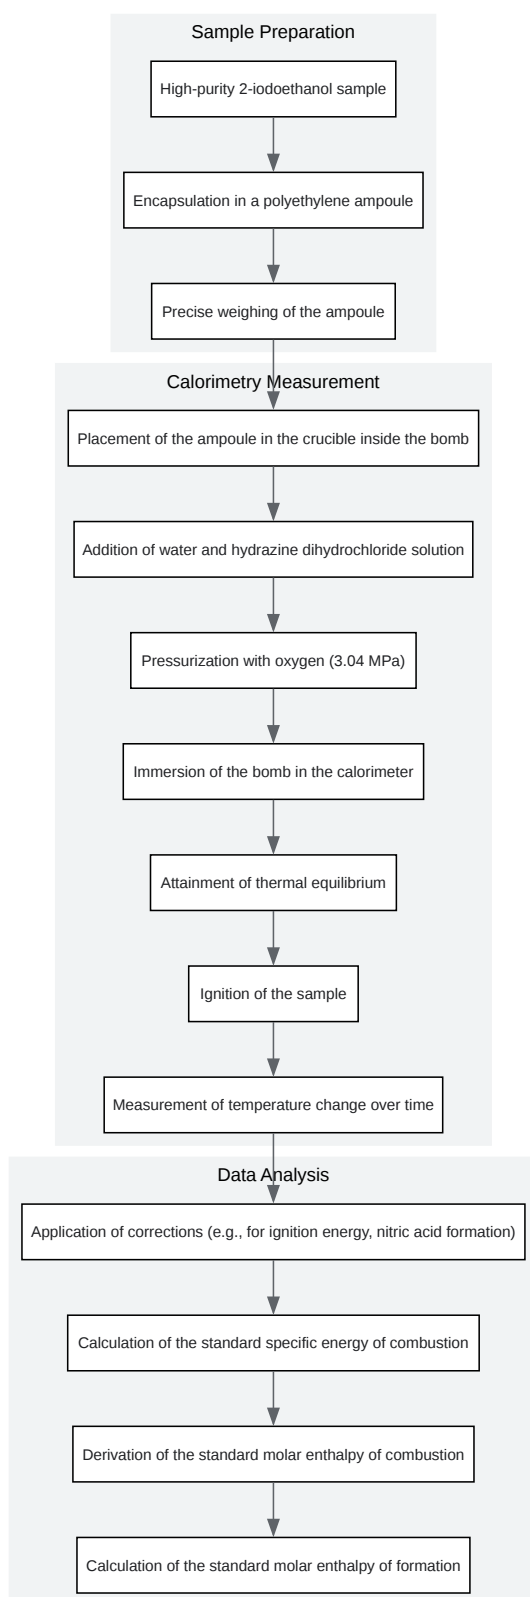 Sample Preparation
High-purity 2-iodoethanol sample
Encapsulation in a polyethylene ampoule
Precise weighing of the ampoule
Calorimetry Measurement
Placement of the ampoule in the crucible inside the bomb
Addition of water and hydrazine dihydrochloride solution
Pressurization with oxygen (3.04 MPa)
Immersion of the bomb in the calorimeter
Attainment of thermal equilibrium
Ignition of the sample
Measurement of temperature change over time
Data Analysis
Application of corrections (e.g., for ignition energy, nitric acid formation)
Calculation of the standard specific energy of combustion
Derivation of the standard molar enthalpy of combustion
Calculation of the standard molar enthalpy of formation